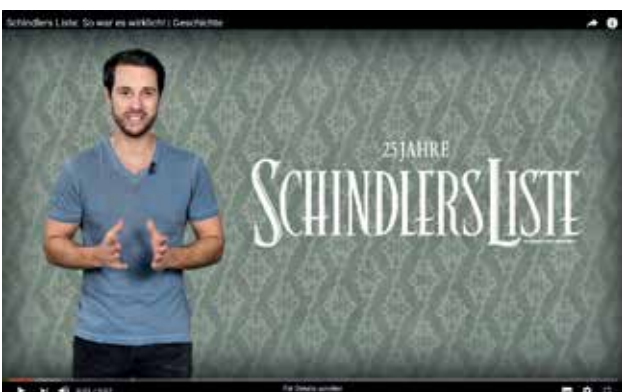 Schindlers Liste: So war es wirklich! | Geschichte
25 JAHRE
SCHINDLERS LISTE
Für Details scrollen